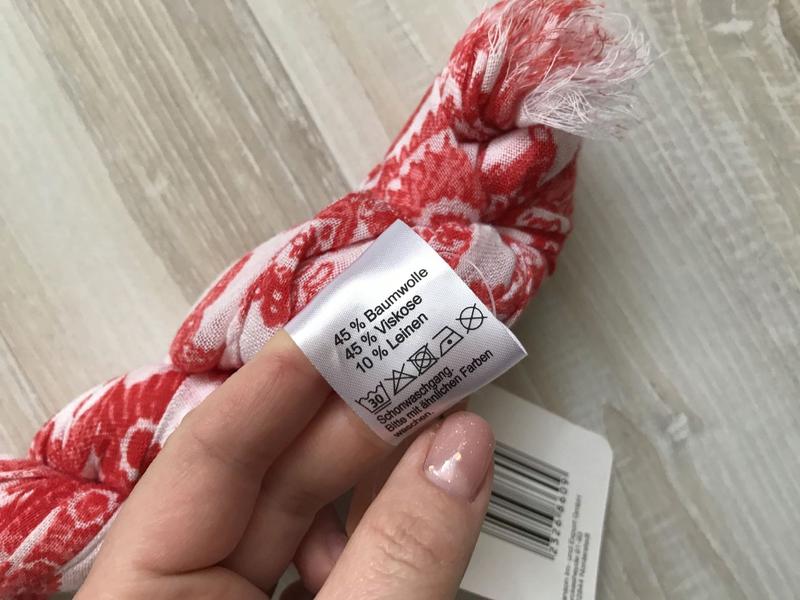 45 % Baumwolle
45 % Viskose
10 % Leinen
30
Schonwaschgang.
Bitte mit ähnlichen Farben
waschen.